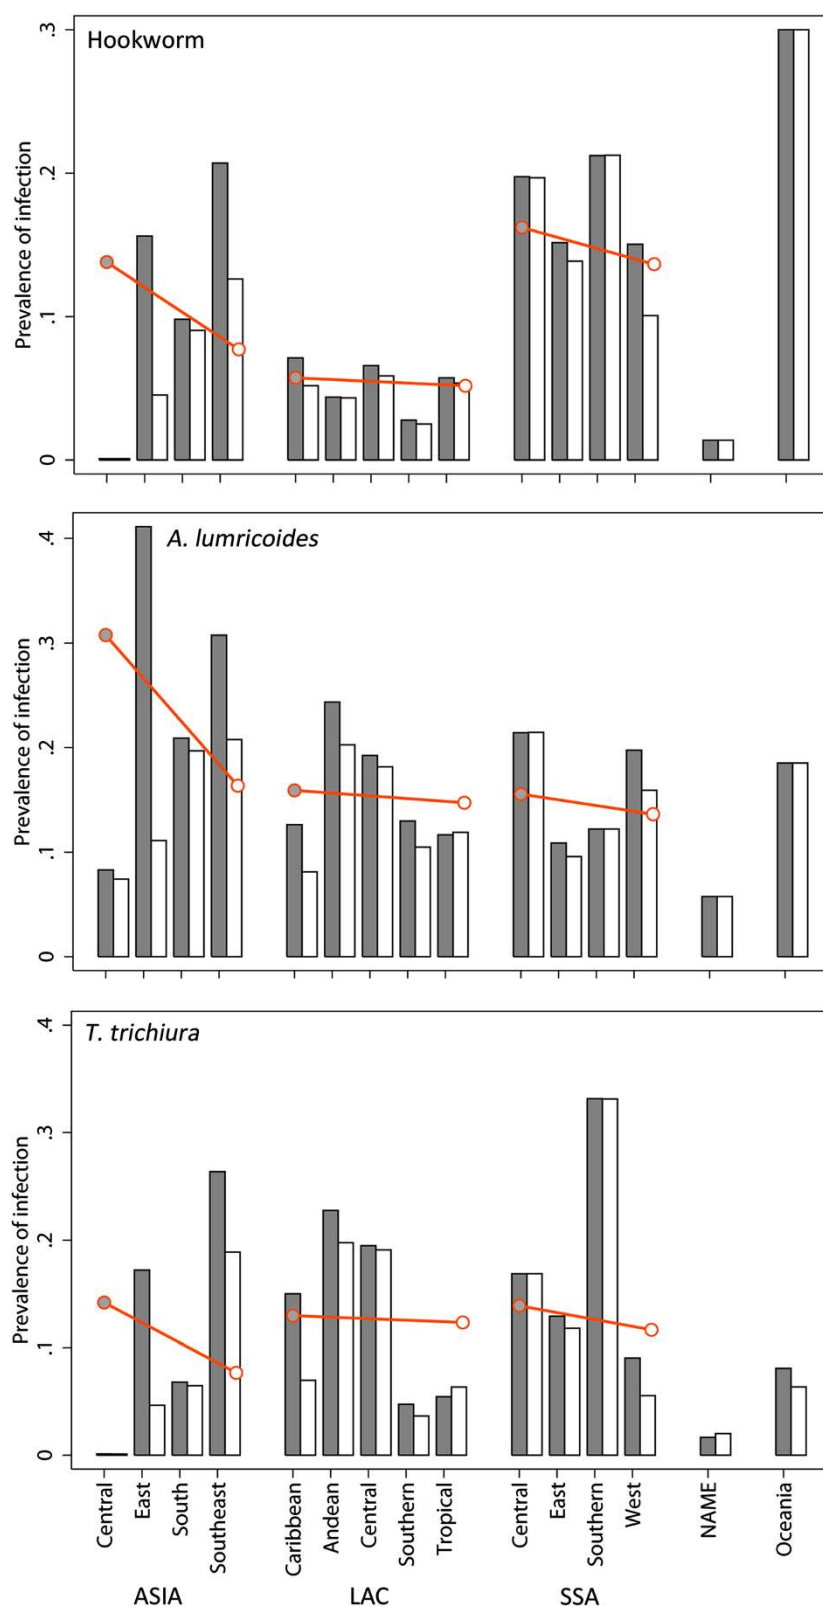 Hookworm
Prevalence of infection
.3
.2
.1
0
A. lumricoides
Prevalence of infection
.4
.3
.2
.1
0
T. trichiura
Prevalence of infection
.4
.3
.2
.1
0
Central
East
South
Southeast
Caribbean
Andean
Central
Southern
Tropical
Central
East
Southern
West
NAME
Oceania
ASIA
LAC
SSA